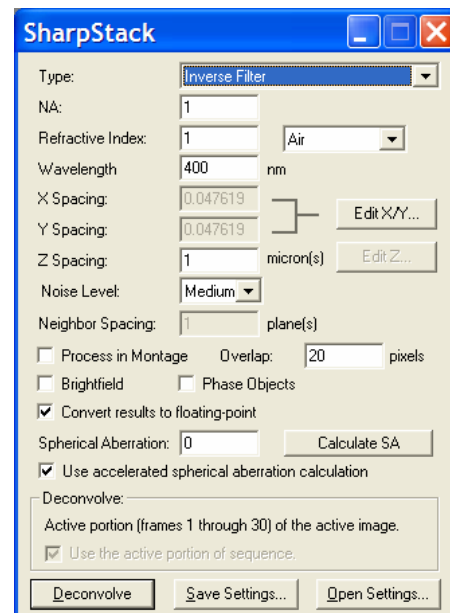 SharpStack
Type: Inverse Filter
NA: 1
Refractive Index: 1 Air
Wavelength 400 nm
X Spacing: 0.047619
Edit X/Y...
Y Spacing: 0.047619
Z Spacing: 1 micron(s) Edit Z...
Noise Level: Medium
Neighbor Spacing: 1 plane(s)
Process in Montage Overlap: 20 pixels
Brightfield Phase Objects
Convert results to floating-point
Spherical Aberration: 0 Calculate SA
Use accelerated spherical aberration calculation
Deconvolve:
Active portion (frames 1 through 30) of the active image.
Use the active portion of sequence.
Deconvolve Save Settings... Open Settings...